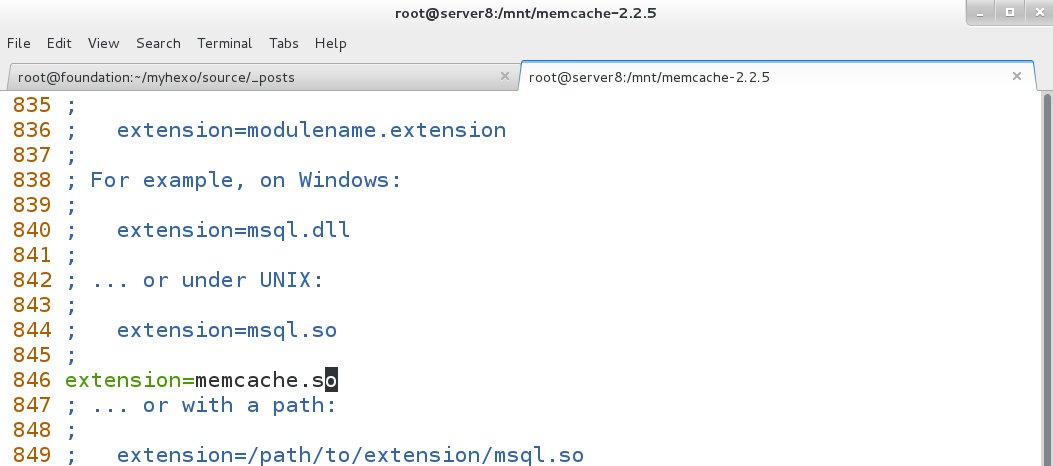 root@server8:/mnt/memcache-2.2.5
File Edit View Search Terminal Tabs Help
root@foundation:~/myhexo/source/_posts × root@server8:/mnt/memcache-2.2.5 ×
835 ;
836 ;   extension=modulename.extension
837 ;
838 ; For example, on Windows:
839 ;
840 ;   extension=msql.dll
841 ;
842 ; ... or under UNIX:
843 ;
844 ;   extension=msql.so
845 ;
846 extension=memcache.so
847 ; ... or with a path:
848 ;
849 ;   extension=/path/to/extension/msql.so